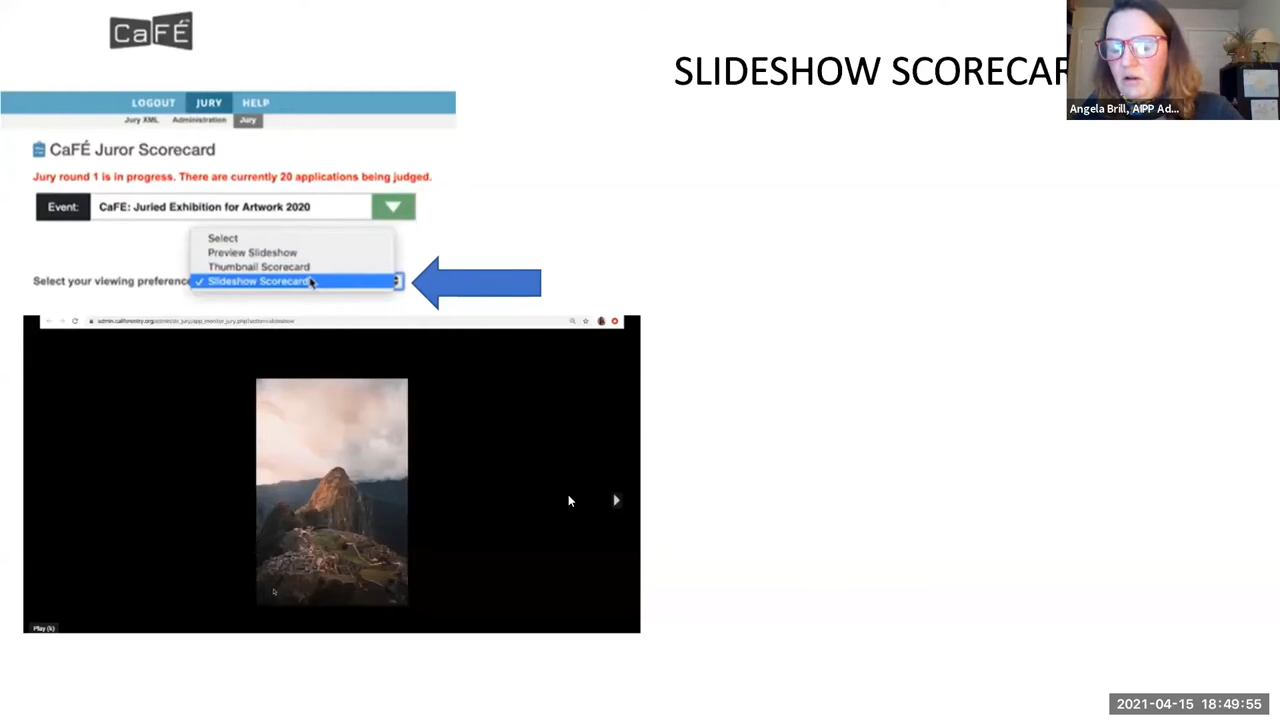 CaFÉ™
SLIDESHOW SCORECAR
Angela Brill, AIPP Ad...
LOGOUT JURY HELP
Jury XML Administration Jury
CaFÉ Juror Scorecard
Jury round 1 is in progress. There are currently 20 applications being judged.
Event: CaFE: Juried Exhibition for Artwork 2020
Select
Preview Slideshow
Thumbnail Scorecard
Select your viewing preference ✓ Slideshow Scorecard
Play (k)
2021-04-15 18:49:55